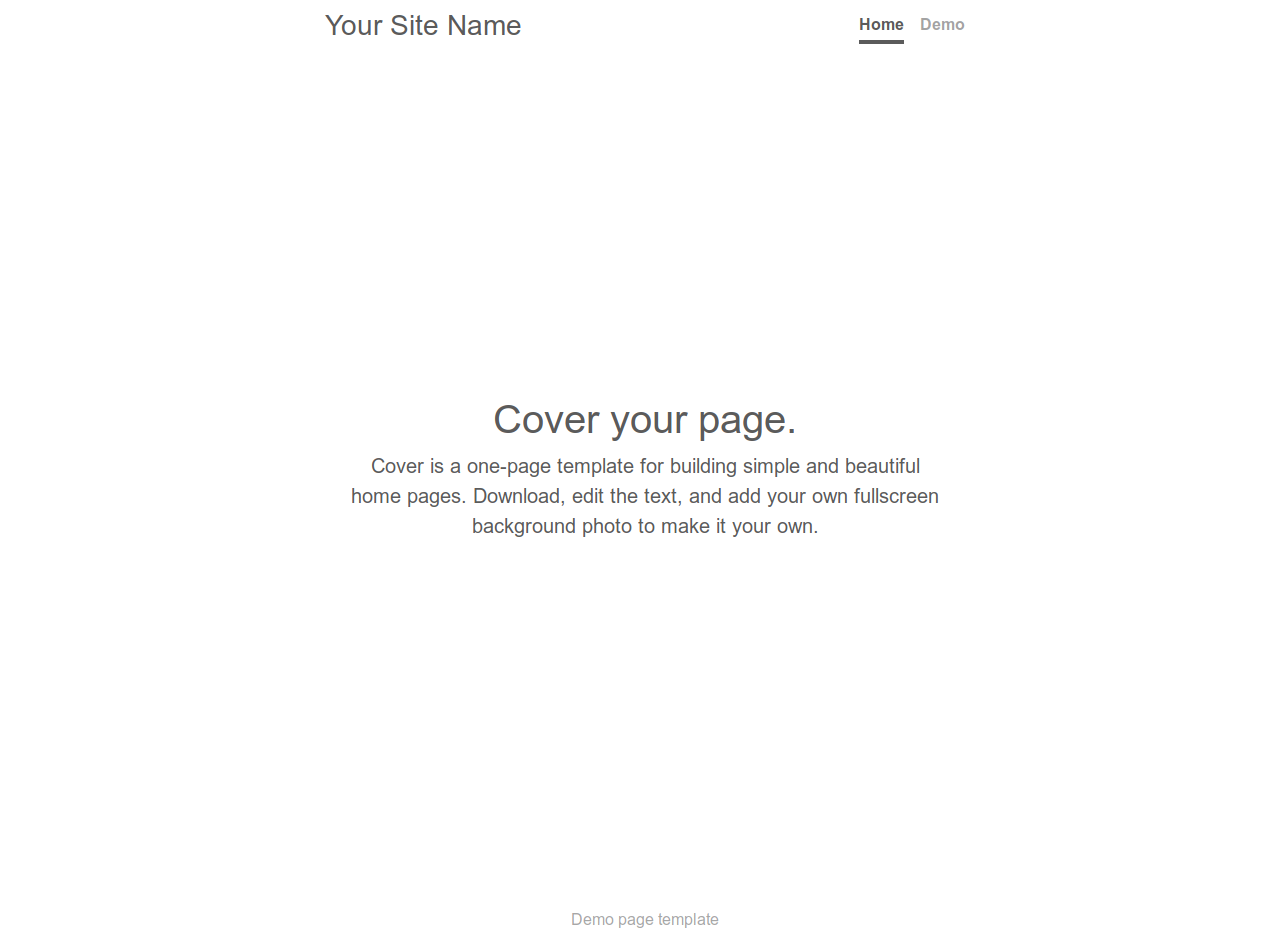 Your Site Name
Home Demo
Cover your page.
Cover is a one-page template for building simple and beautiful
home pages. Download, edit the text, and add your own fullscreen
background photo to make it your own.
Demo page template